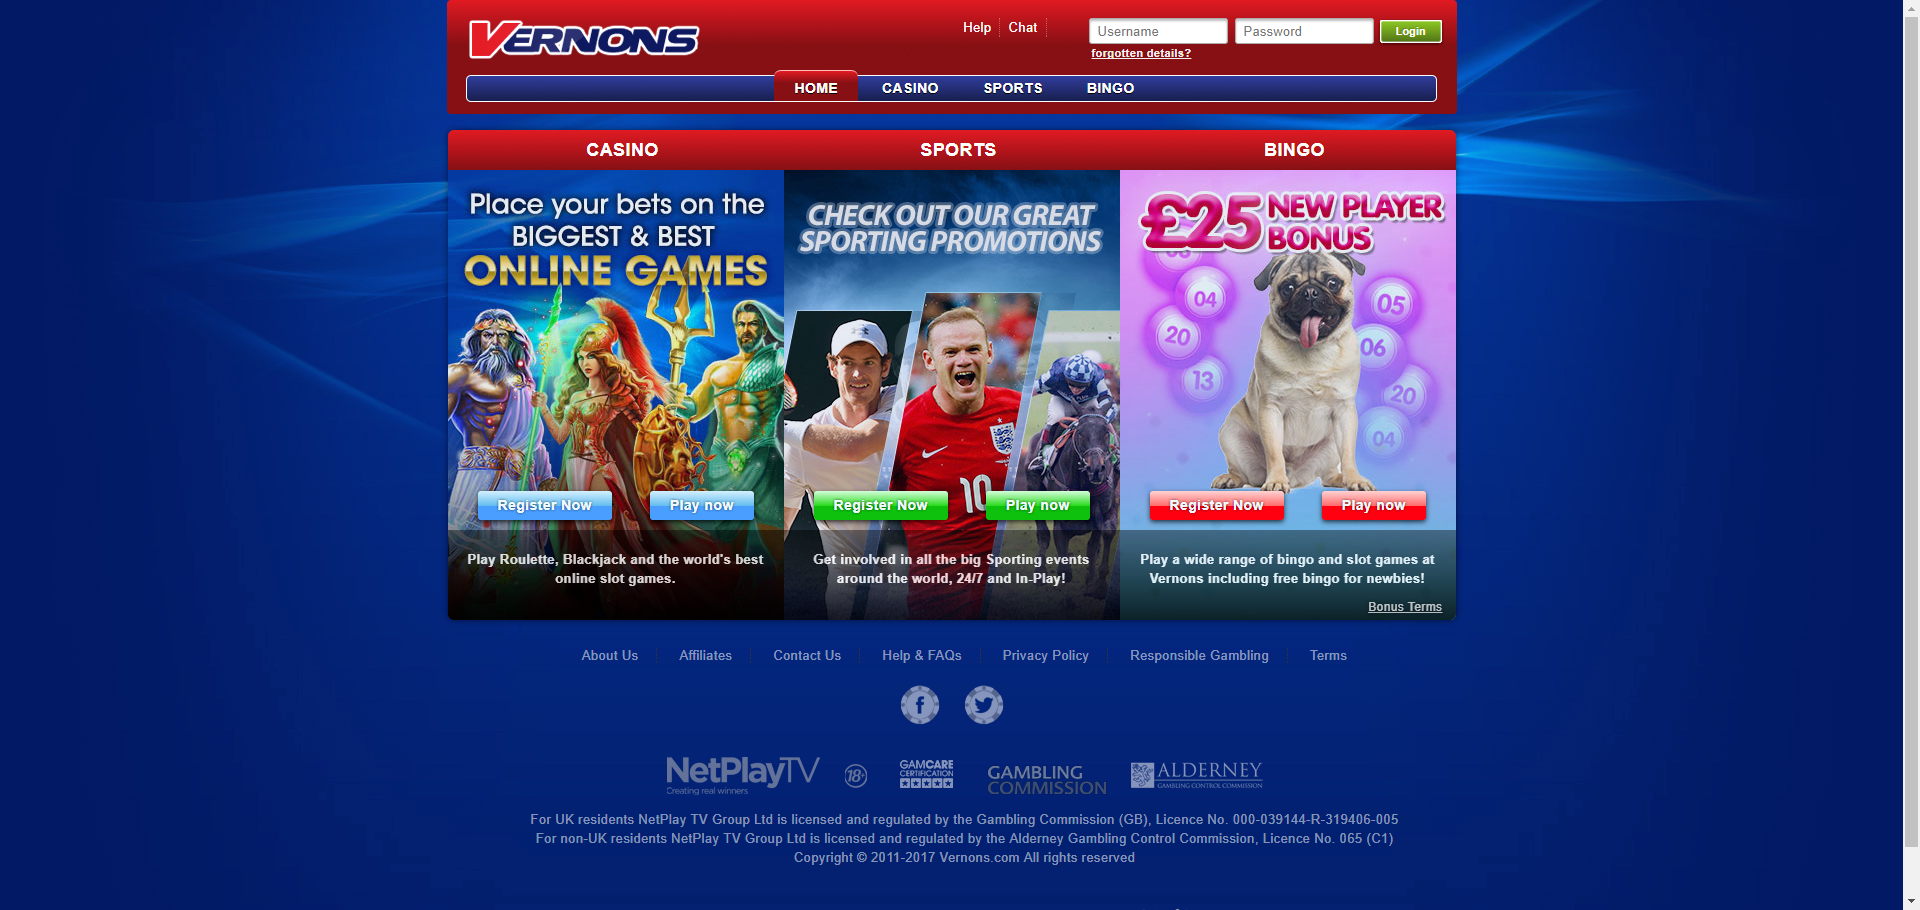 VERNONS
Help
Chat
Username
Password
Login
forgotten details?
HOME
CASINO
SPORTS
BINGO
CASINO
SPORTS
BINGO
Place your bets on the
BIGGEST & BEST
ONLINE GAMES
Register Now
Play now
Play Roulette, Blackjack and the world's best
online slot games.
CHECK OUT OUR GREAT
SPORTING PROMOTIONS
10
Register Now
Play now
Get involved in all the big Sporting events
around the world, 24/7 and In-Play!
£25 NEW PLAYER
BONUS
03
04
05
20
06
13
20
04
Register Now
Play now
Play a wide range of bingo and slot games at
Vernons including free bingo for newbies!
Bonus Terms
About Us
Affiliates
Contact Us
Help & FAQs
Privacy Policy
Responsible Gambling
Terms
NetPlayTV
Creating real winners
18+
GAMCARE
CERTIFICATION
GAMBLING
COMMISSION
ALDERNEY
GAMBLING CONTROL COMMISSION
For UK residents NetPlay TV Group Ltd is licensed and regulated by the Gambling Commission (GB), Licence No. 000-039144-R-319406-005
For non-UK residents NetPlay TV Group Ltd is licensed and regulated by the Alderney Gambling Control Commission, Licence No. 065 (C1)
Copyright © 2011-2017 Vernons.com All rights reserved